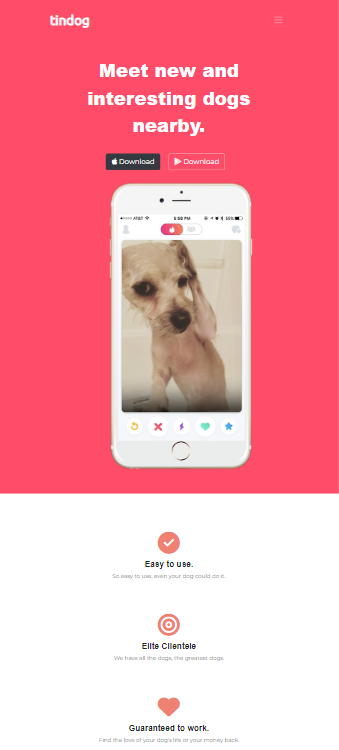 tindog
Meet new and
interesting dogs
nearby.
Download
Download
AT&T
9:58 PM
55%
Easy to use.
So easy to use, even your dog could do it.
Elite Clientele
We have all the dogs, the greatest dogs.
Guaranteed to work.
Find the love of your dog's life or your money back.